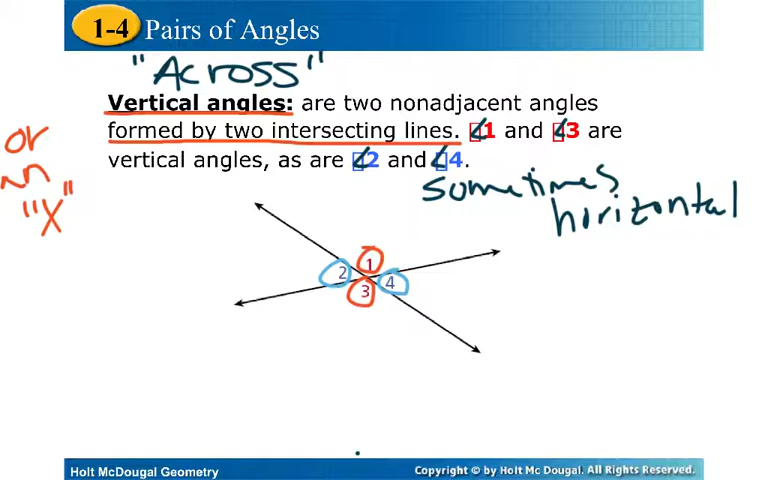 1-4 Pairs of Angles
"Across"
Vertical angles: are two nonadjacent angles
formed by two intersecting lines. ∠1 and ∠3 are
vertical angles, as are ∠2 and ∠4.
or
"X"
sometimes
horizontal
1
2
4
3
Holt McDougal Geometry
Copyright © by Holt Mc Dougal. All Rights Reserved.